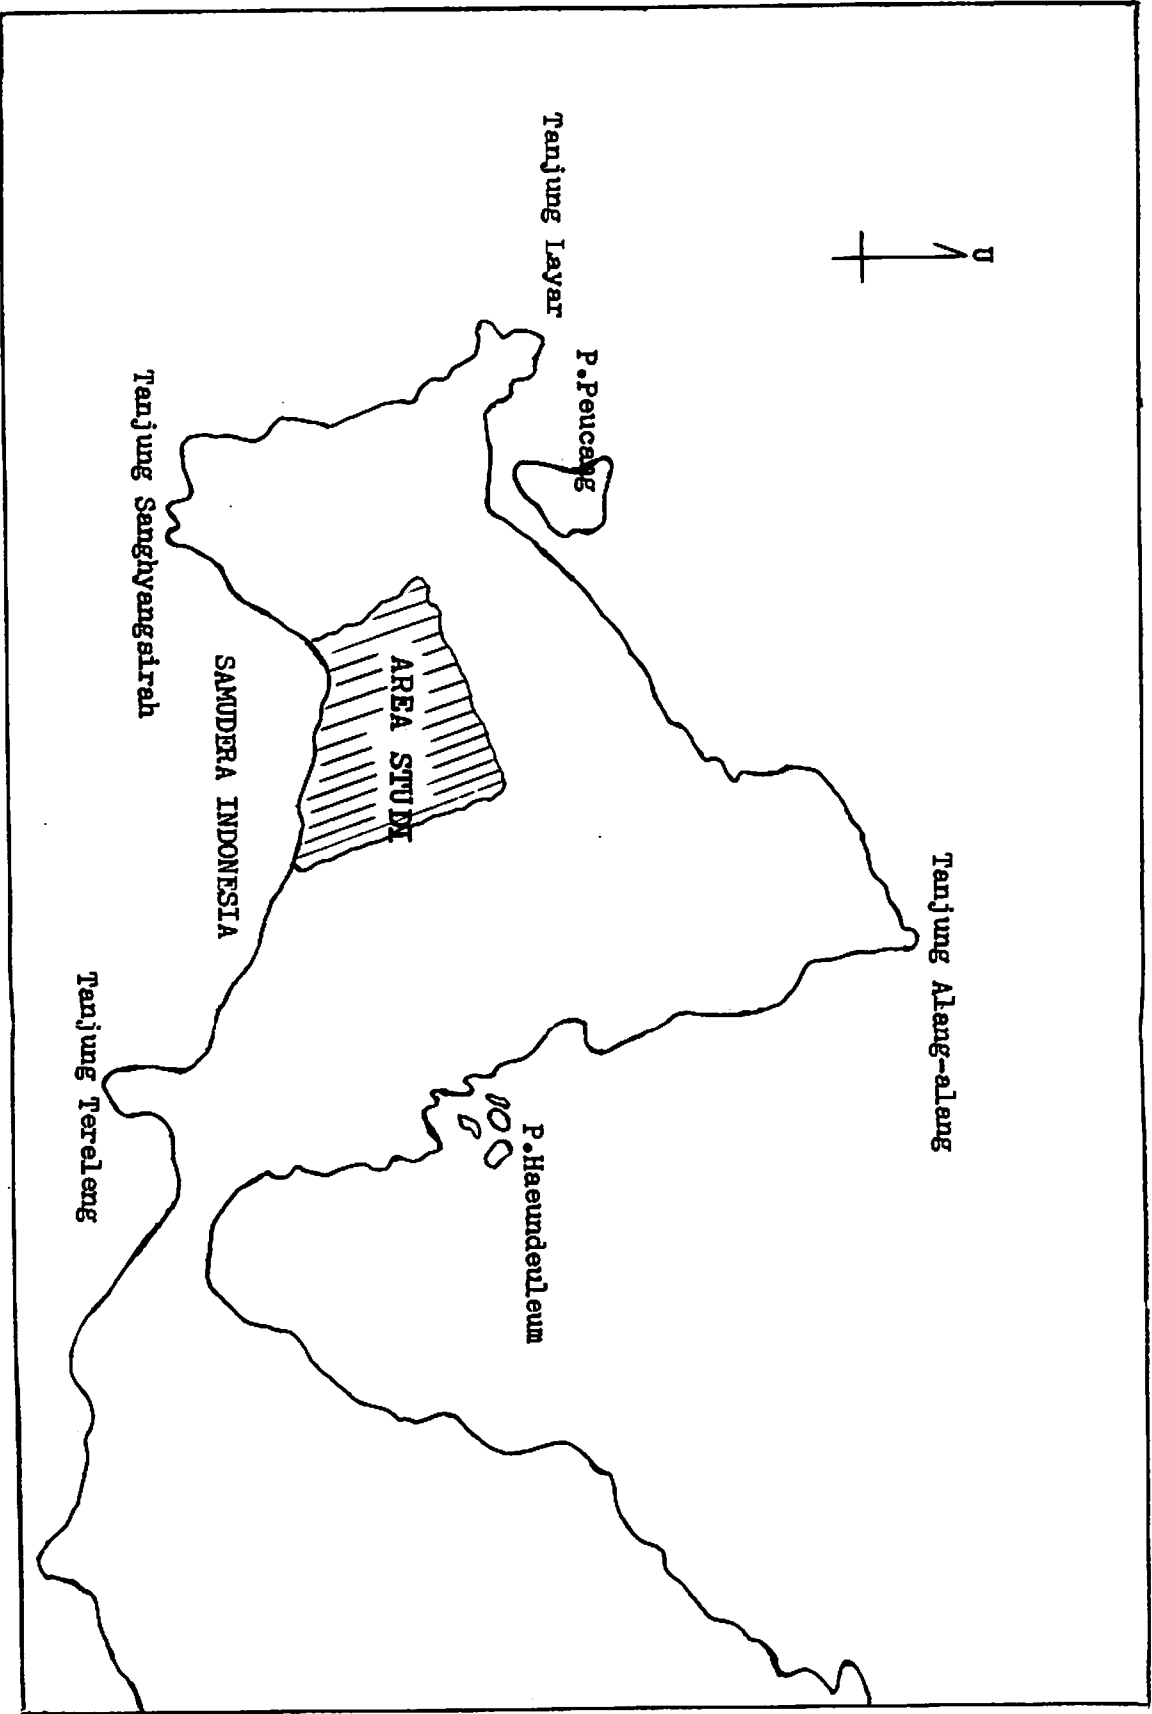 U
Tanjung Alang-alang
P.Peucang
Tanjung Layar
P.Haeundeuleum
AREA STUDI
SAMUDERA INDONESIA
Tanjung Sanghyangsirah
Tanjung Tereleng